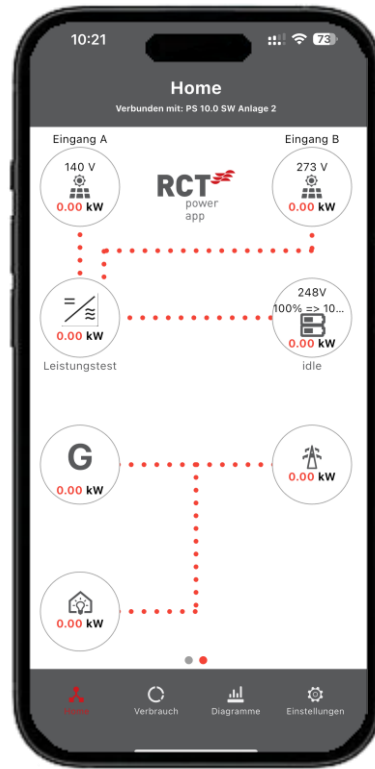 10:21
73
Home
Verbunden mit: PS 10.0 SW Anlage 2
Eingang A
Eingang B
140 V
0.00 kW
RCT
power
app
273 V
0.00 kW
0.00 kW
Leistungstest
248V
100% => 10...
0.00 kW
idle
G
0.00 kW
0.00 kW
0.00 kW
Home
Verbrauch
Diagramme
Einstellungen